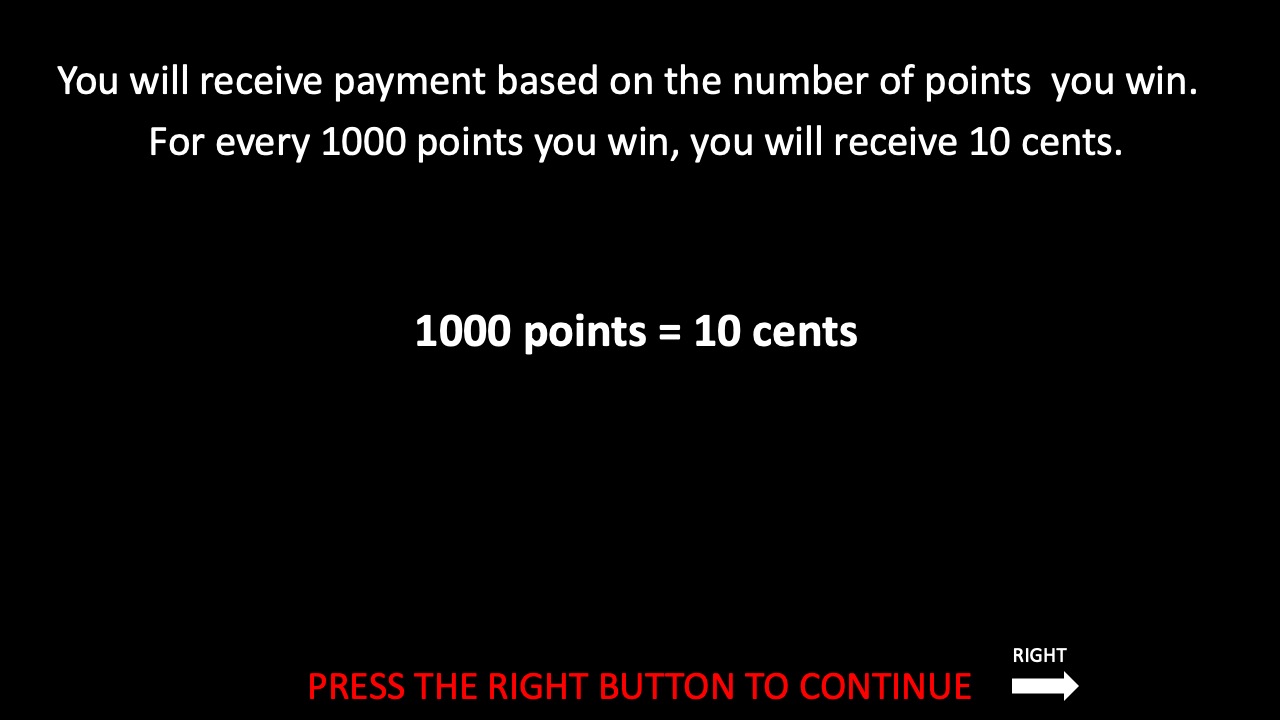 You will receive payment based on the number of points  you win.
For every 1000 points you win, you will receive 10 cents.
1000 points = 10 cents
RIGHT
PRESS THE RIGHT BUTTON TO CONTINUE